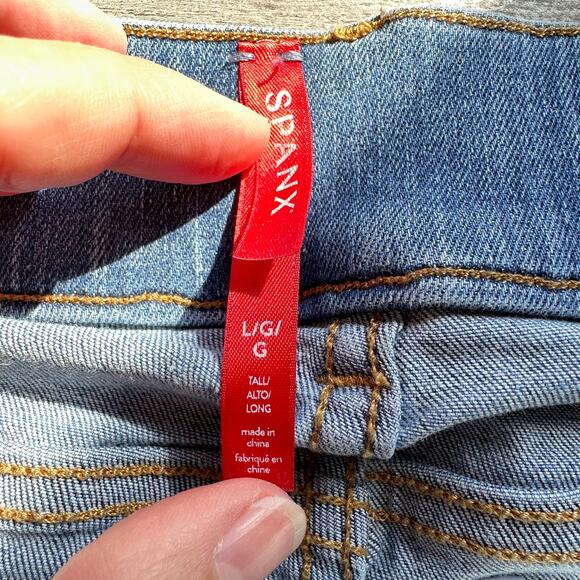 SPANX
L/G/
G
TALL/
ALTO/
LONG
made in
china
fabriqué en
chine